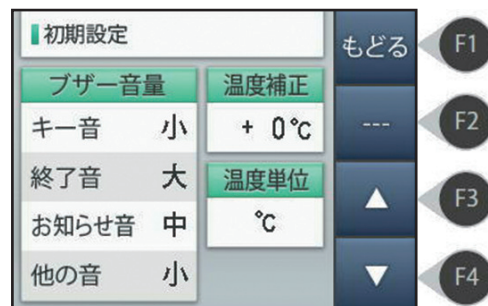 初期設定
ブザー音量
キー音 小
終了音 大
お知らせ音 中
他の音 小
温度補正
+ 0℃
温度単位
℃
もどる
---
▲
▼
F1
F2
F3
F4